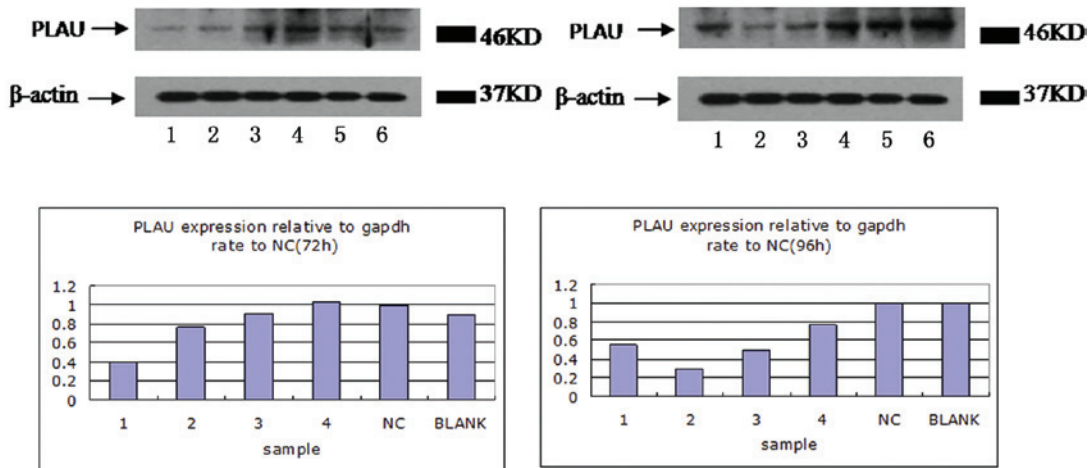 PLAU
46KD
β-actin
37KD
1 2 3 4 5 6
PLAU
46KD
β-actin
37KD
1 2 3 4 5 6
PLAU expression relative to gapdh
rate to NC(72h)
1.2
1
0.8
0.6
0.4
0.2
0
1 2 3 4 NC BLANK
sample
PLAU expression relative to gapdh
rate to NC(96h)
1.2
1
0.8
0.6
0.4
0.2
0
1 2 3 4 NC BLANK
sample